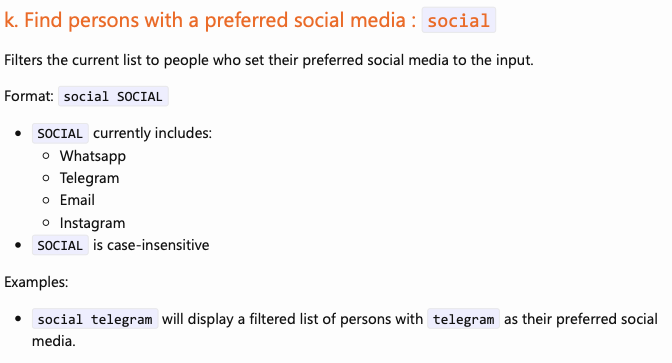 k. Find persons with a preferred social media : social
Filters the current list to people who set their preferred social media to the input.
Format: social SOCIAL
• SOCIAL currently includes:
◦ Whatsapp
◦ Telegram
◦ Email
◦ Instagram
• SOCIAL is case-insensitive
Examples:
• social telegram will display a filtered list of persons with telegram as their preferred social
media.